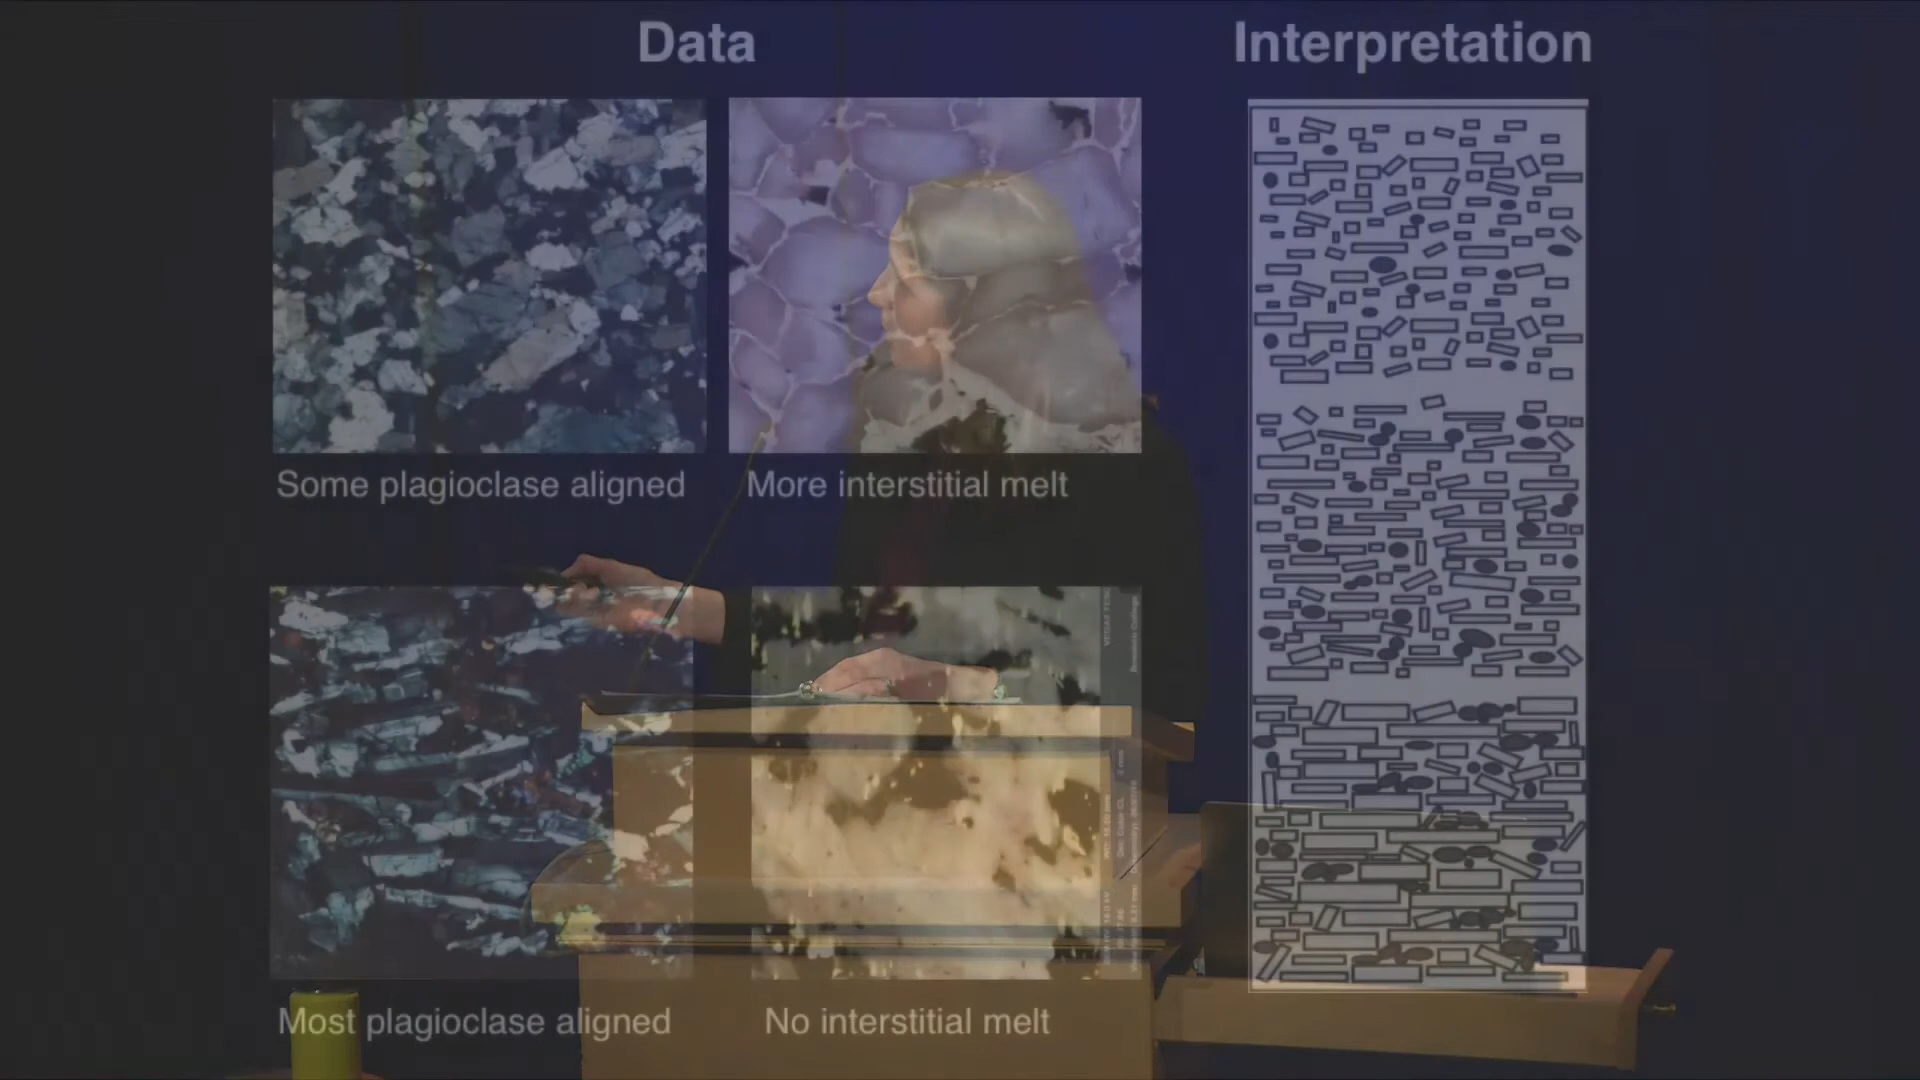 Data
Interpretation
Some plagioclase aligned
More interstitial melt
Most plagioclase aligned
No interstitial melt